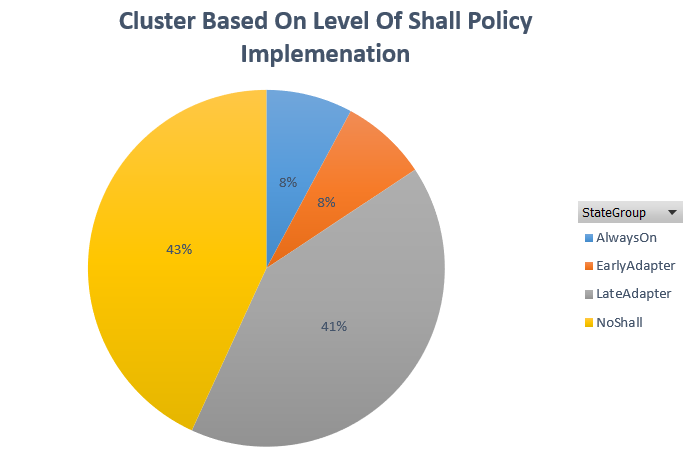 Cluster Based On Level Of Shall Policy
Implemenation
8%
8%
43%
41%
StateGroup
AlwaysOn
EarlyAdapter
LateAdapter
NoShall